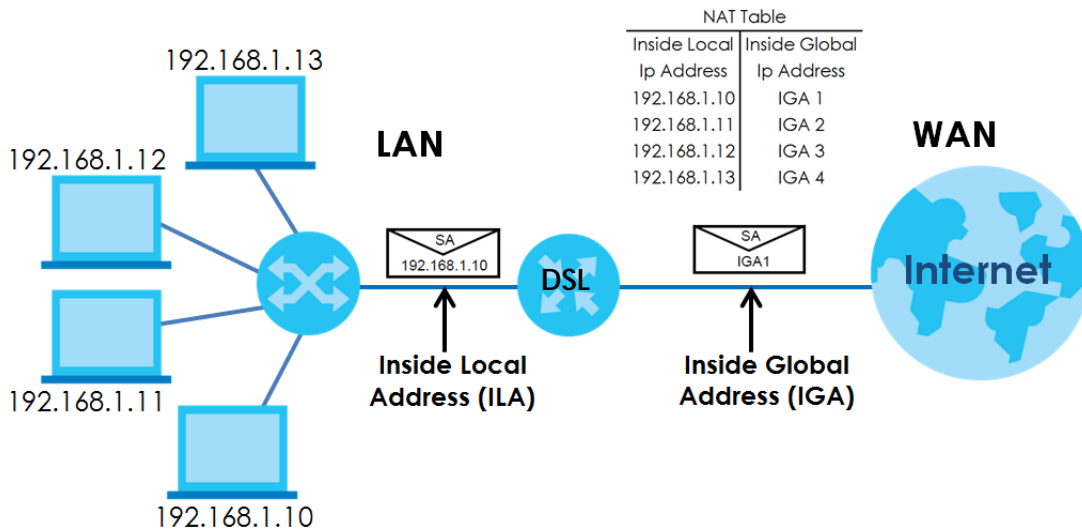 NAT Table
Inside Local Inside Global
Ip Address Ip Address
192.168.1.10 IGA 1
192.168.1.11 IGA 2
192.168.1.12 IGA 3
192.168.1.13 IGA 4
192.168.1.13
192.168.1.12
192.168.1.11
192.168.1.10
LAN
WAN
SA
192.168.1.10
DSL
SA
IGA1
Internet
Inside Local
Address (ILA)
Inside Global
Address (IGA)